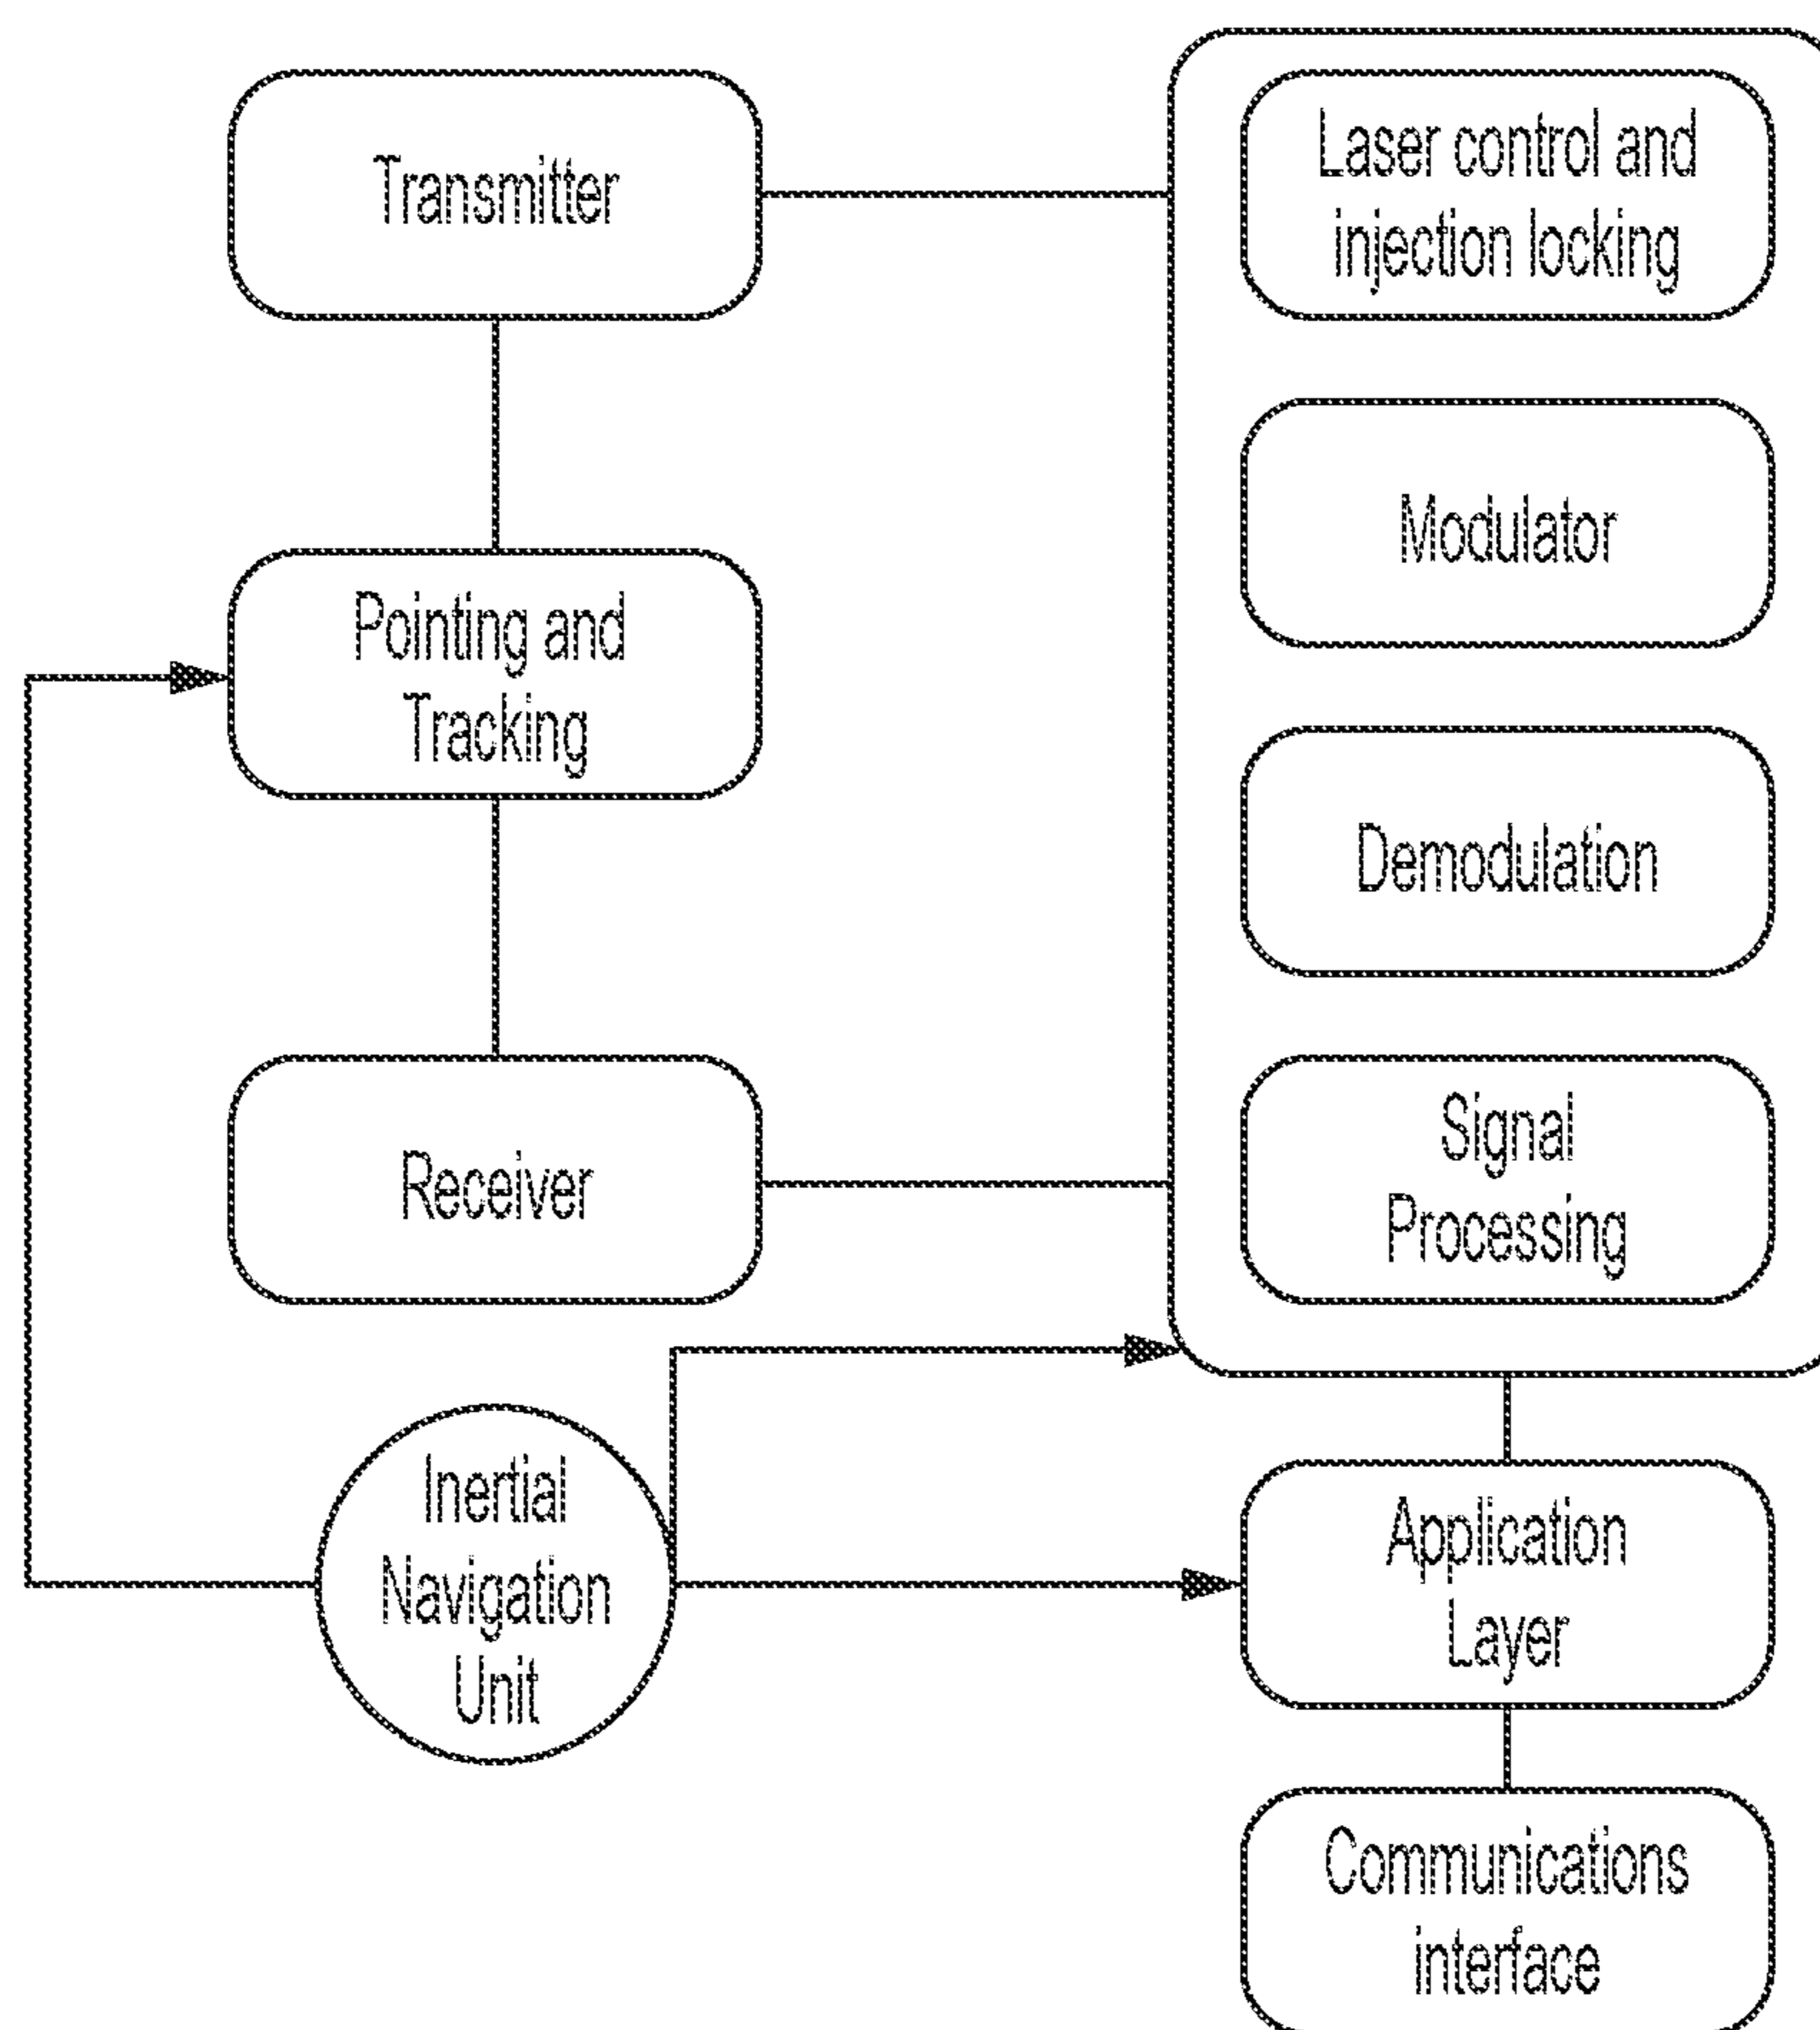 Transmitter
Pointing and
Tracking
Receiver
Inertial
Navigation
Unit
Laser control and
injection locking
Modulator
Demodulation
Signal
Processing
Application
Layer
Communications
interface